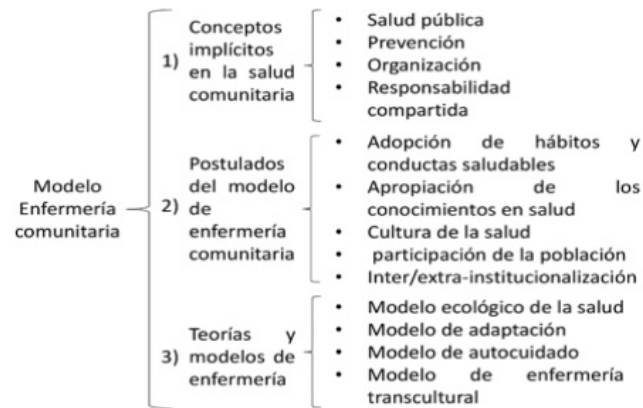 Modelo
Enfermería
comunitaria
1) Conceptos
implícitos
en la salud
comunitaria
• Salud pública
• Prevención
• Organización
• Responsabilidad
compartida
2) Postulados
del modelo
de
enfermería
comunitaria
• Adopción de hábitos y
conductas saludables
• Apropiación de los
conocimientos en salud
• Cultura de la salud
• participación de la población
• Inter/extra-institucionalización
3) Teorías y
modelos de
enfermería
• Modelo ecológico de la salud
• Modelo de adaptación
• Modelo de autocuidado
• Modelo de enfermería
transcultural